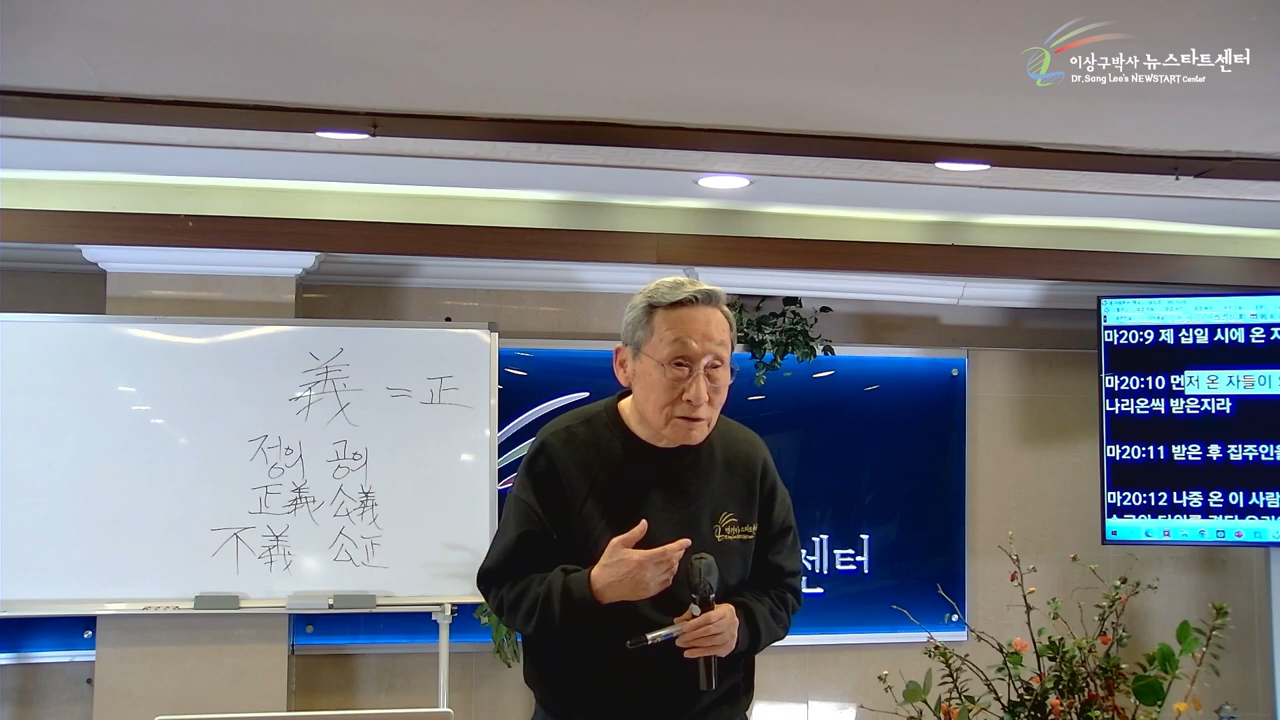 이상구박사 뉴스타트센터
Dr. Sang Lee's NEWSTART Center
義 = 正
정의 공의
正義 公義
不義 公正
센터
마20:9 제 십일 시에 온 자
마20:10 먼저 온 자들이
나리온씩 받은지라
마20:11 받은 후 집주인을
마20:12 나중 온 이 사람